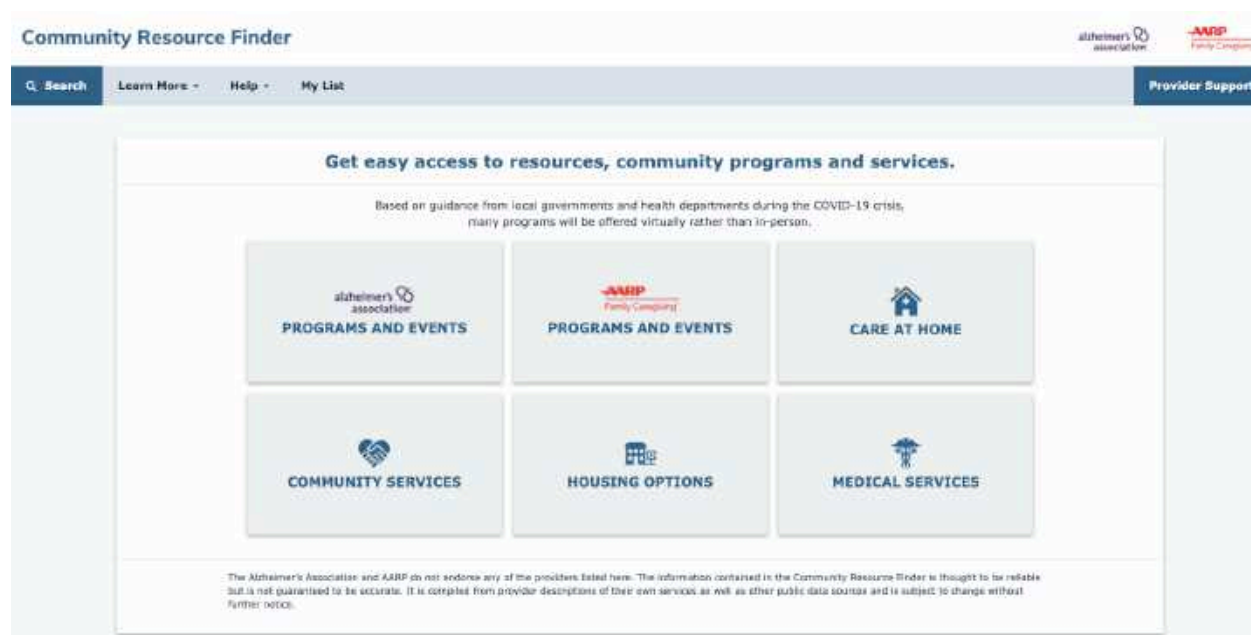 Community Resource Finder
alzheimer's association
AARP
Family Caregiving
Search
Learn More
Help
My List
Provider Support
Get easy access to resources, community programs and services.
Based on guidance from local governments and health departments during the COVID-19 crisis,
many programs will be offered virtually rather than in-person.
alzheimer's
association
PROGRAMS AND EVENTS
AARP
Family Caregiving
PROGRAMS AND EVENTS
CARE AT HOME
COMMUNITY SERVICES
HOUSING OPTIONS
MEDICAL SERVICES
The Alzheimer's Association and AARP do not endorse any of the providers listed here. The information contained in the Community Resource Finder is thought to be reliable
but is not guaranteed to be accurate. It is compiled from provider descriptions of their own services as well as other public data sources and is subject to change without
further notice.